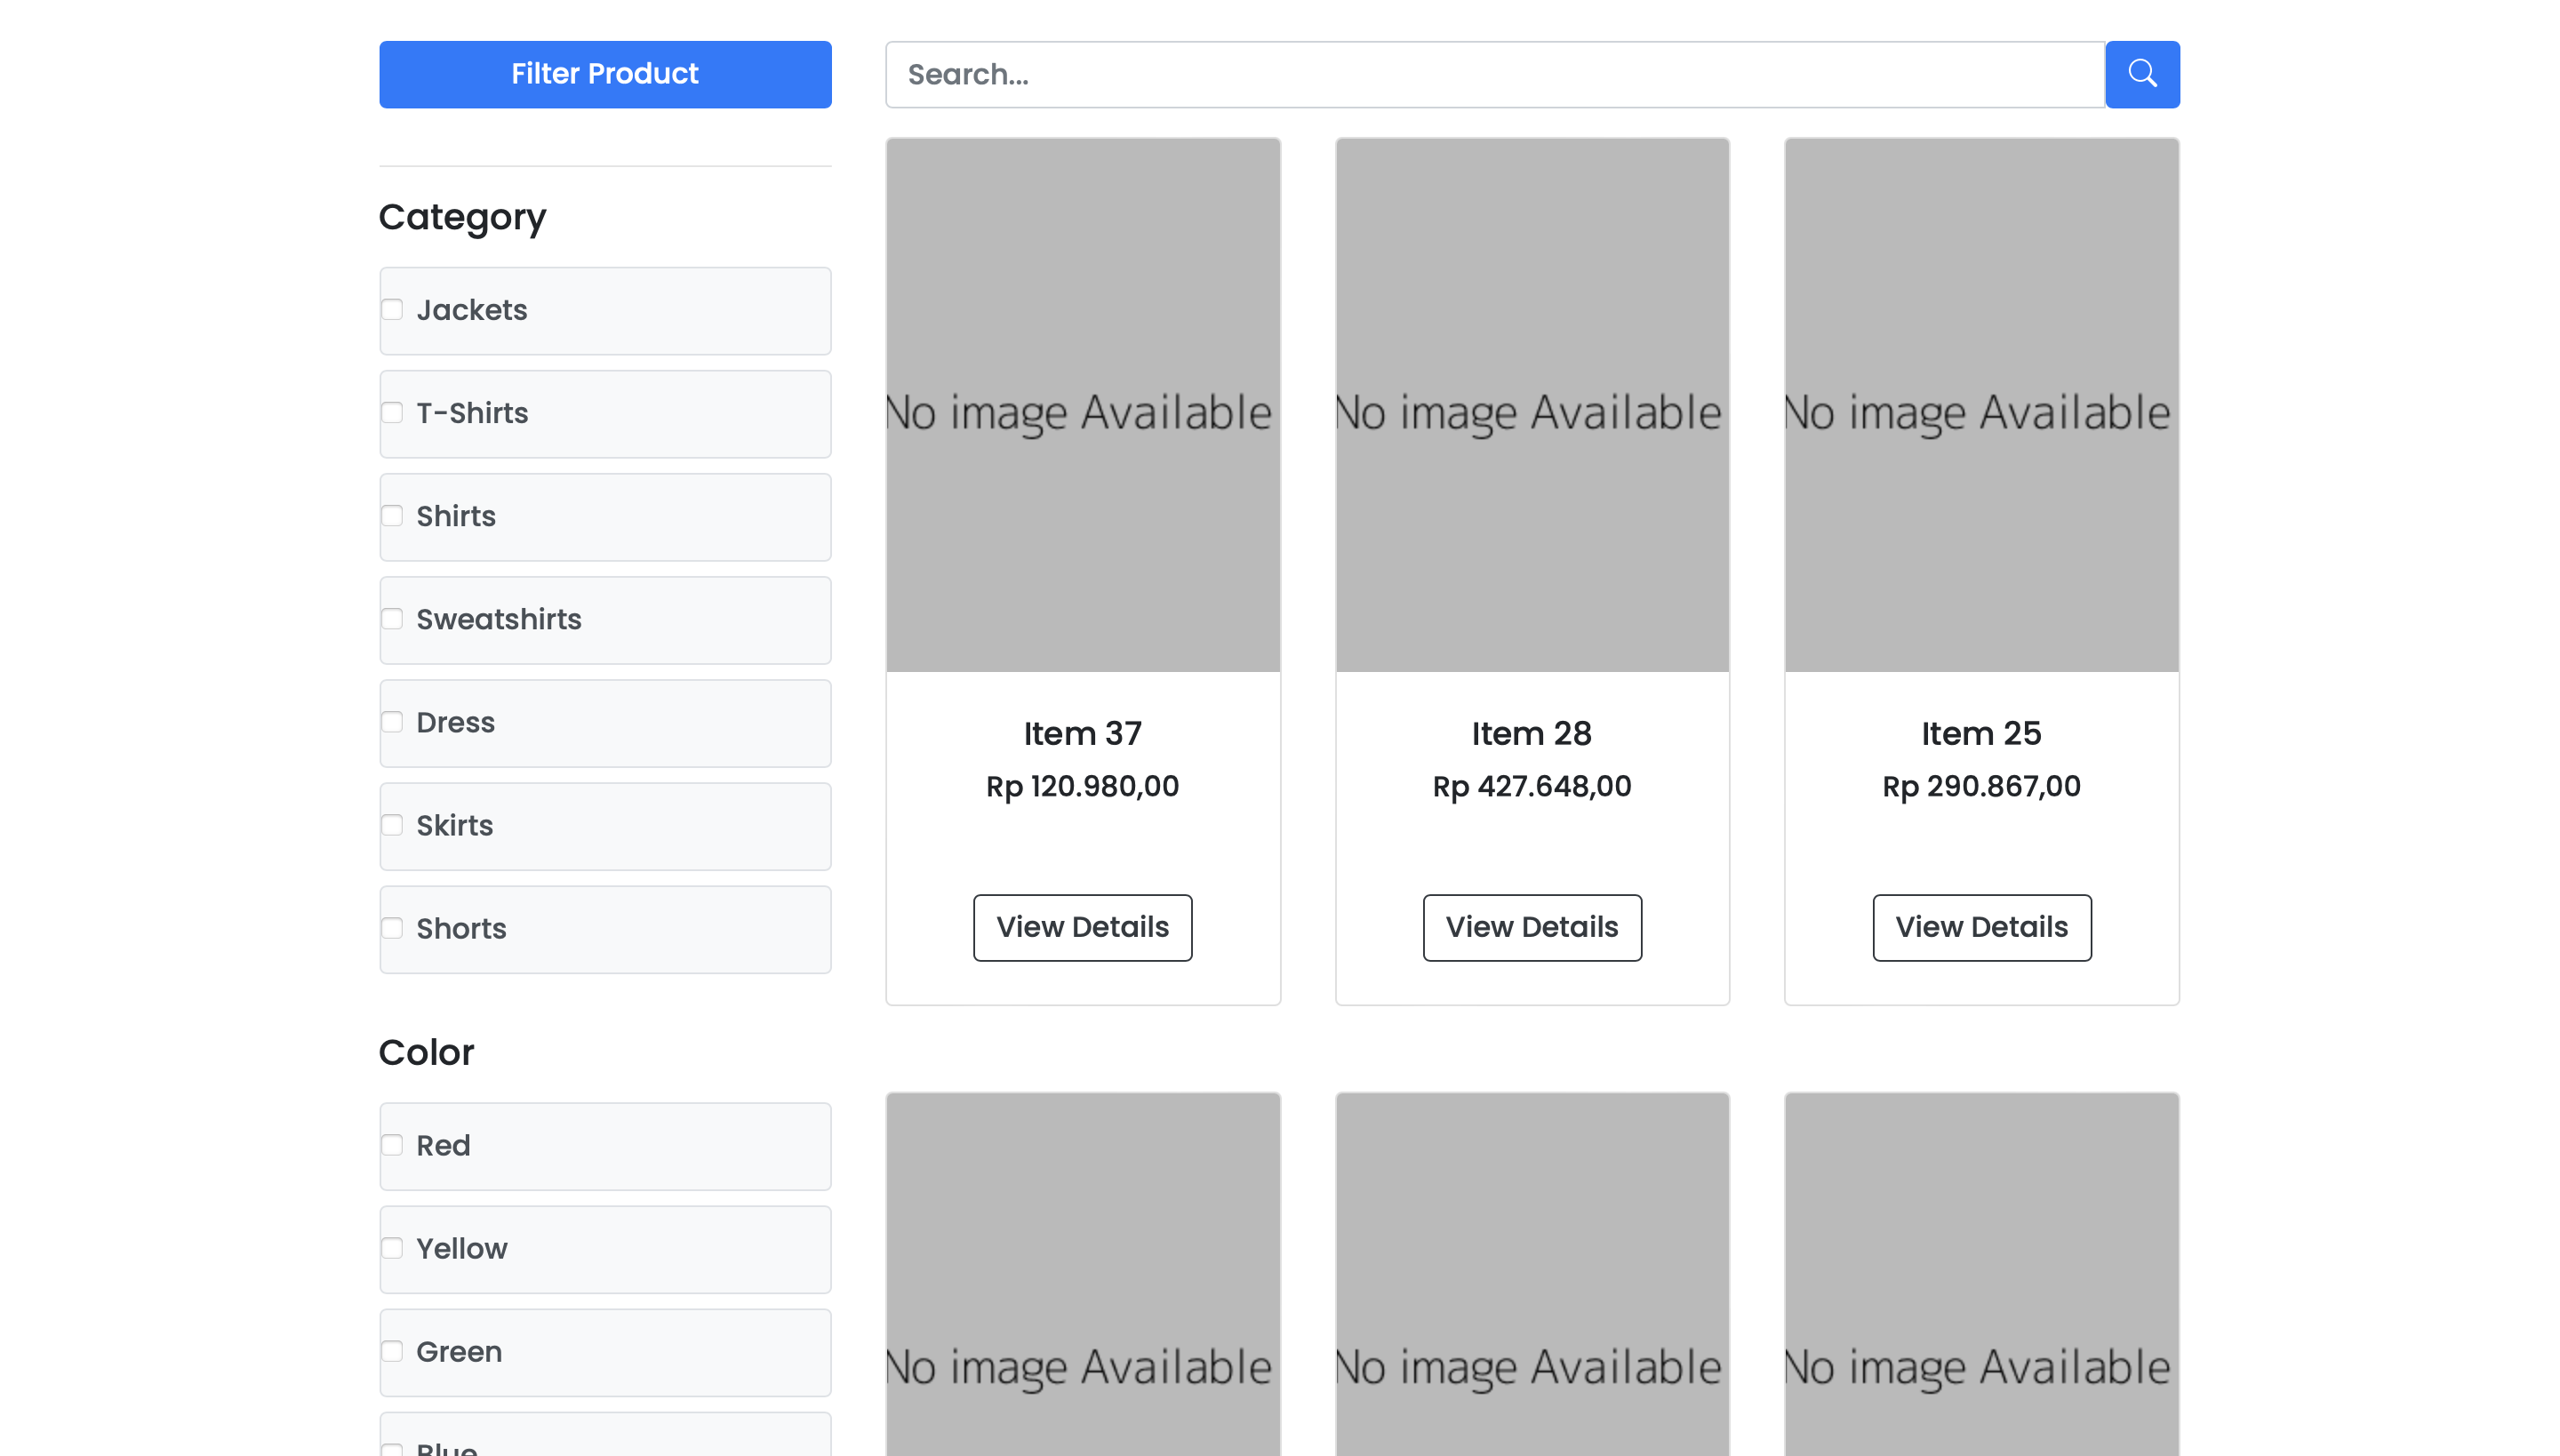 Filter Product
Search...
Category
Jackets
T-Shirts
Shirts
Sweatshirts
Dress
Skirts
Shorts
Color
Red
Yellow
Green
Blue
No image Available
Item 37
Rp 120.980,00
View Details
No image Available
Item 28
Rp 427.648,00
View Details
No image Available
Item 25
Rp 290.867,00
View Details
No image Available
No image Available
No image Available